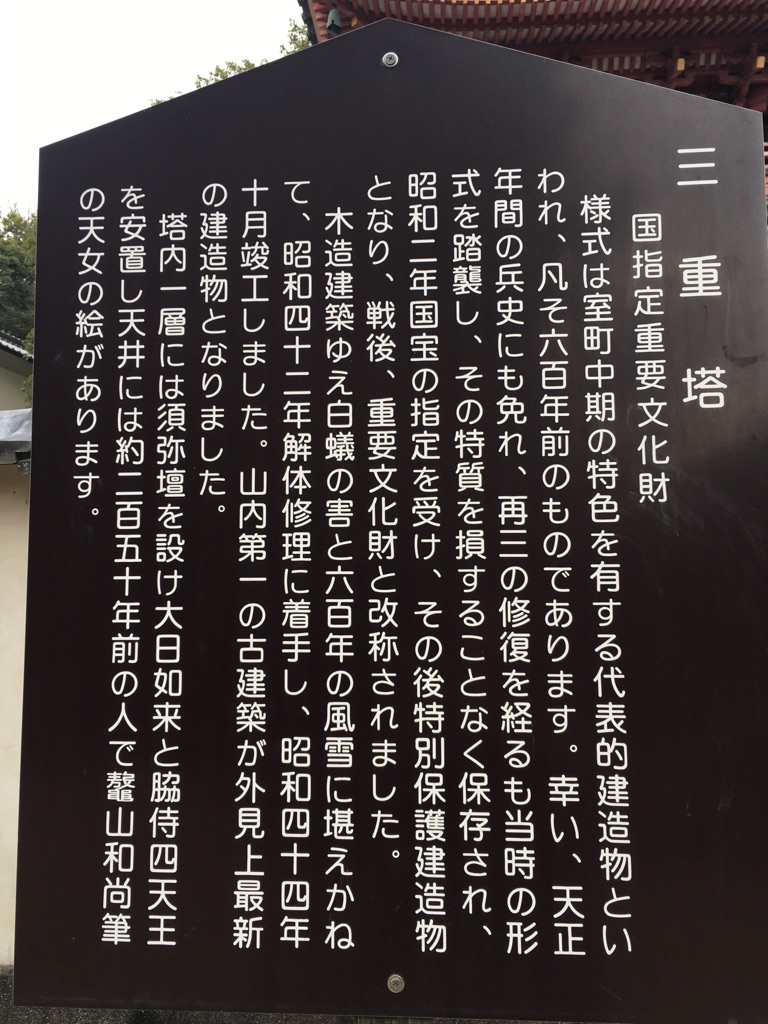 三重塔
国指定重要文化財
様式は室町中期の特色を有する代表的建造物とい
われ、凡そ六百年前のものであります。幸い、天正
年間の兵史にも免れ、再三の修復を経るも当時の形
式を踏襲し、その特質を損することなく保存され、
昭和二年国宝の指定を受け、その後特別保護建造物
となり、戦後、重要文化財と改称されました。
木造建築ゆえ白蟻の害と六百年の風雪に堪えかね
て、昭和四十二年解体修理に着手し、昭和四十四年
十月竣工しました。山内第一の古建築が外見上最新
の建造物となりました。
塔内一層には須弥壇を設け大日如来と脇侍四天王
を安置し天井には約二百五十年前の人で鼇山和尚筆
の天女の絵があります。